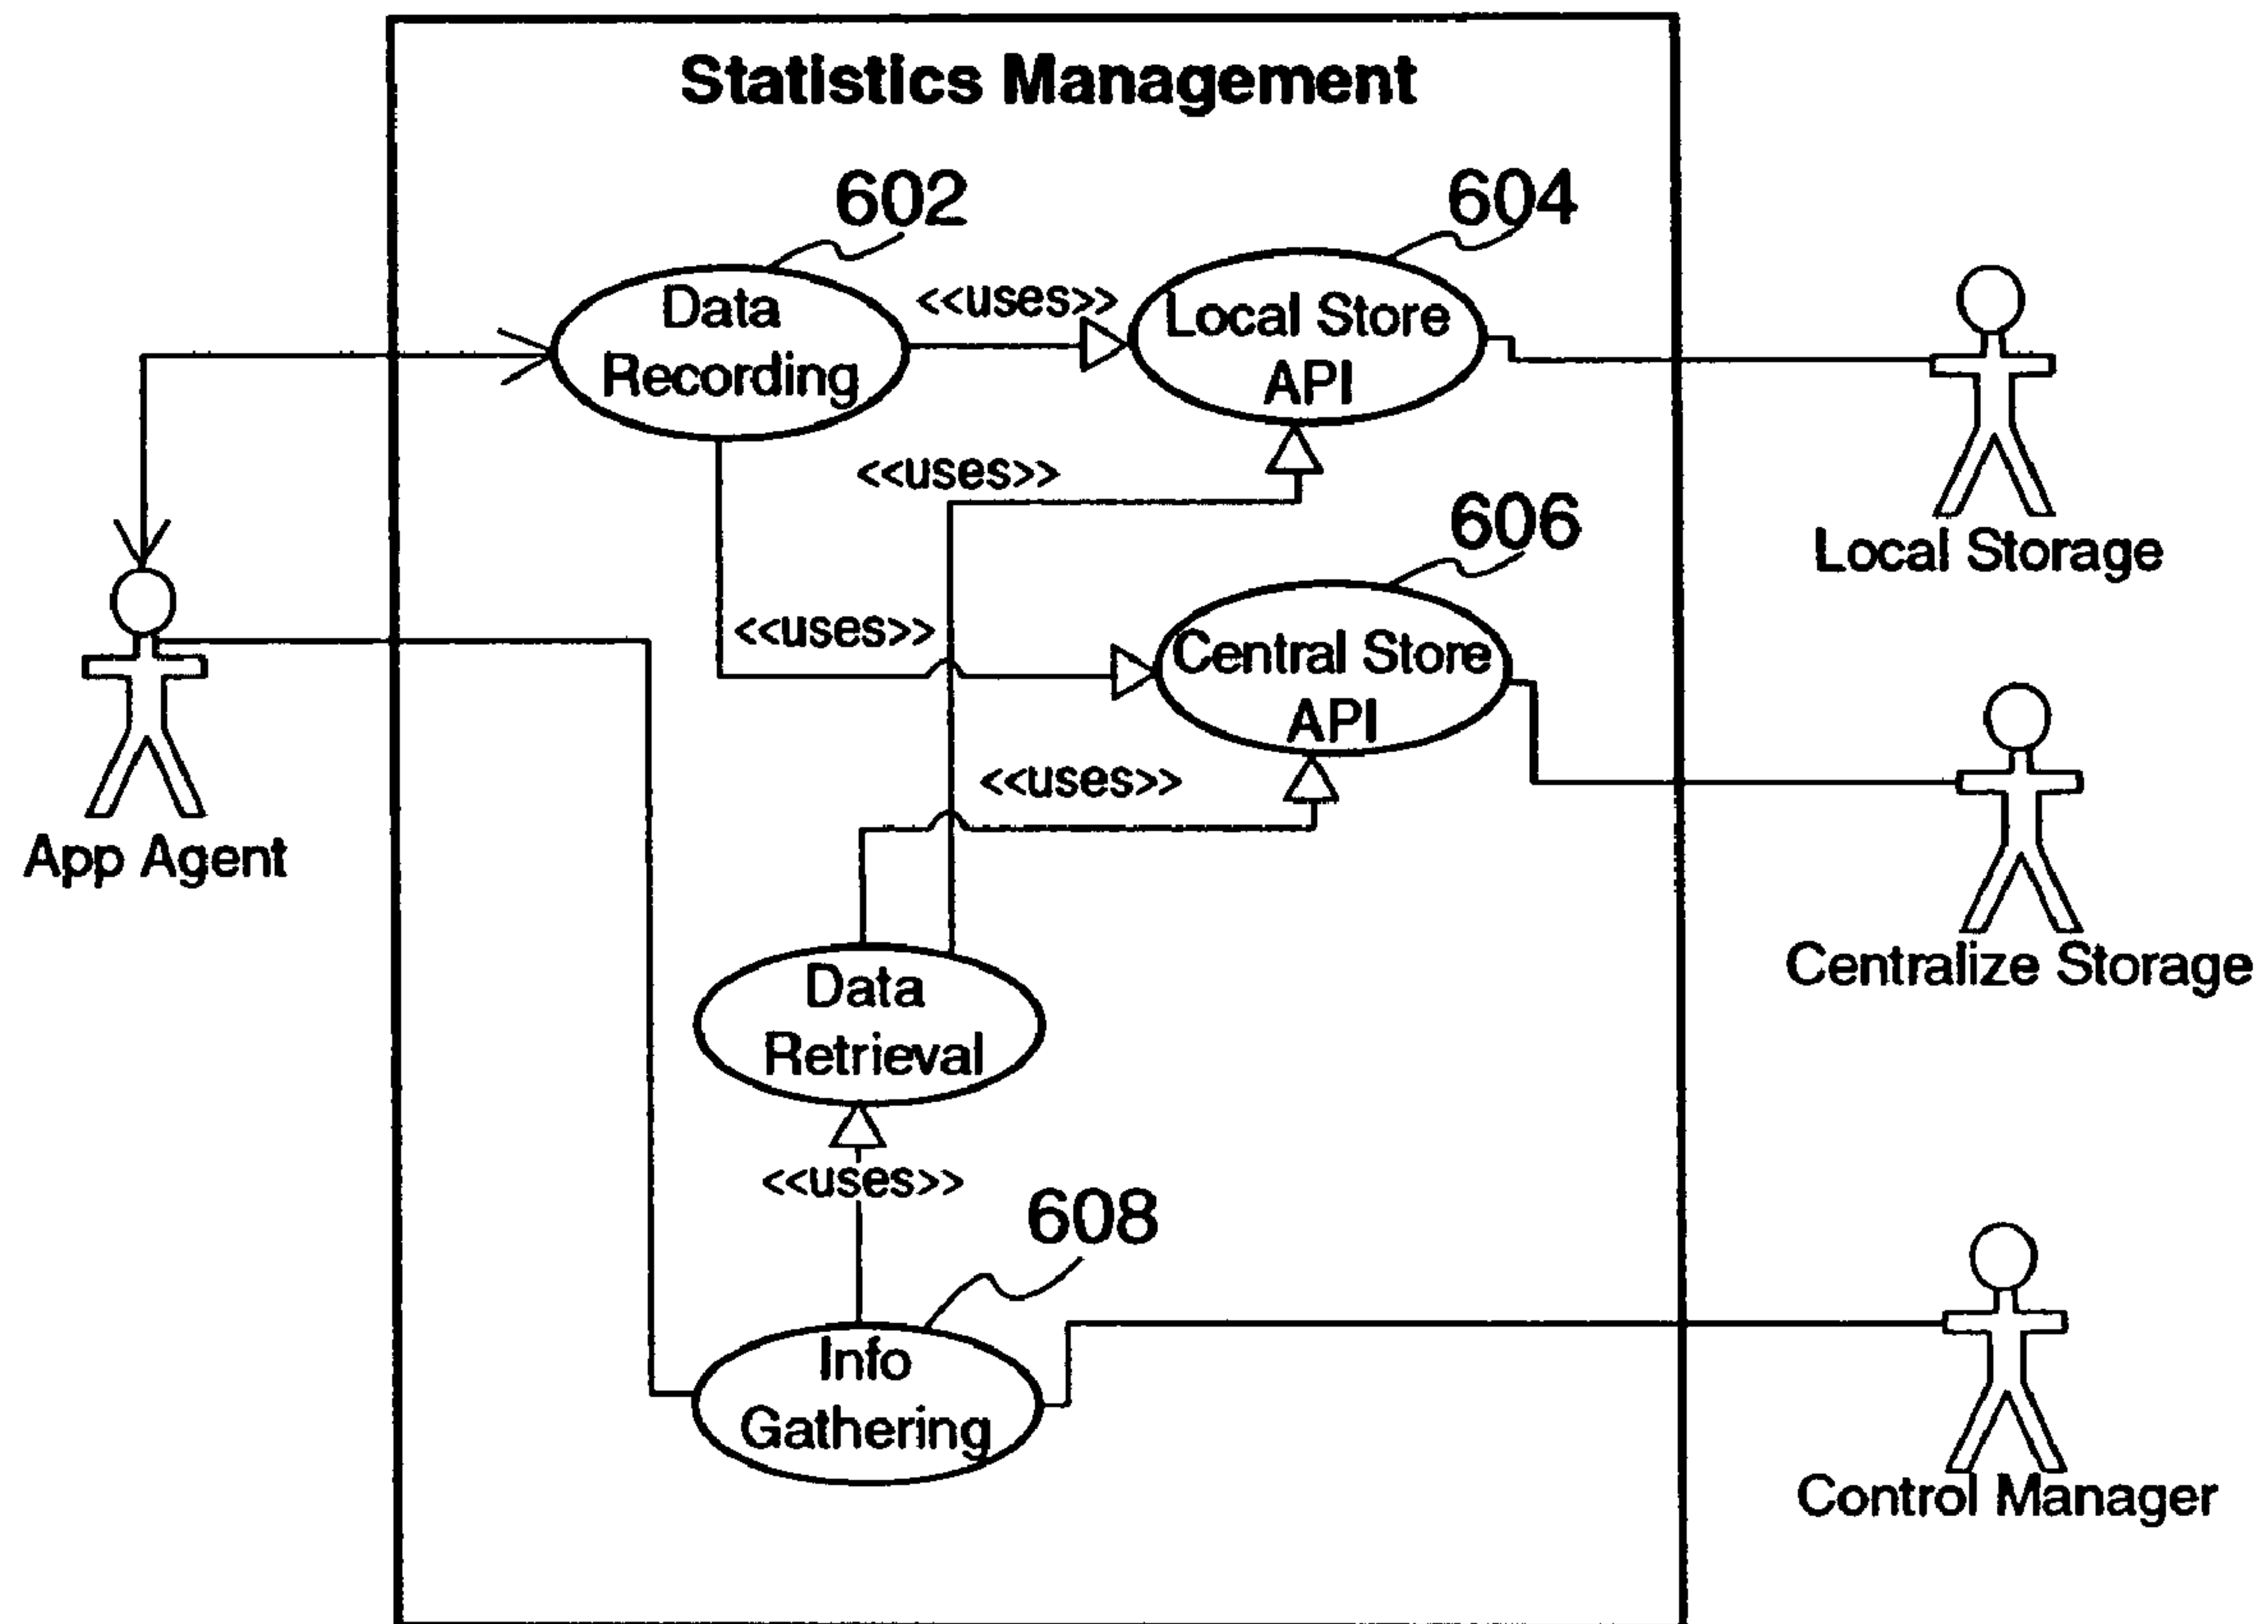 Statistics Management
602
604
Data
Recording
<<uses>>
Local Store
API
<<uses>>
606
Local Storage
<<uses>>
Central Store
API
<<uses>>
App Agent
Centralize Storage
Data
Retrieval
<<uses>>
608
Info
Gathering
Control Manager